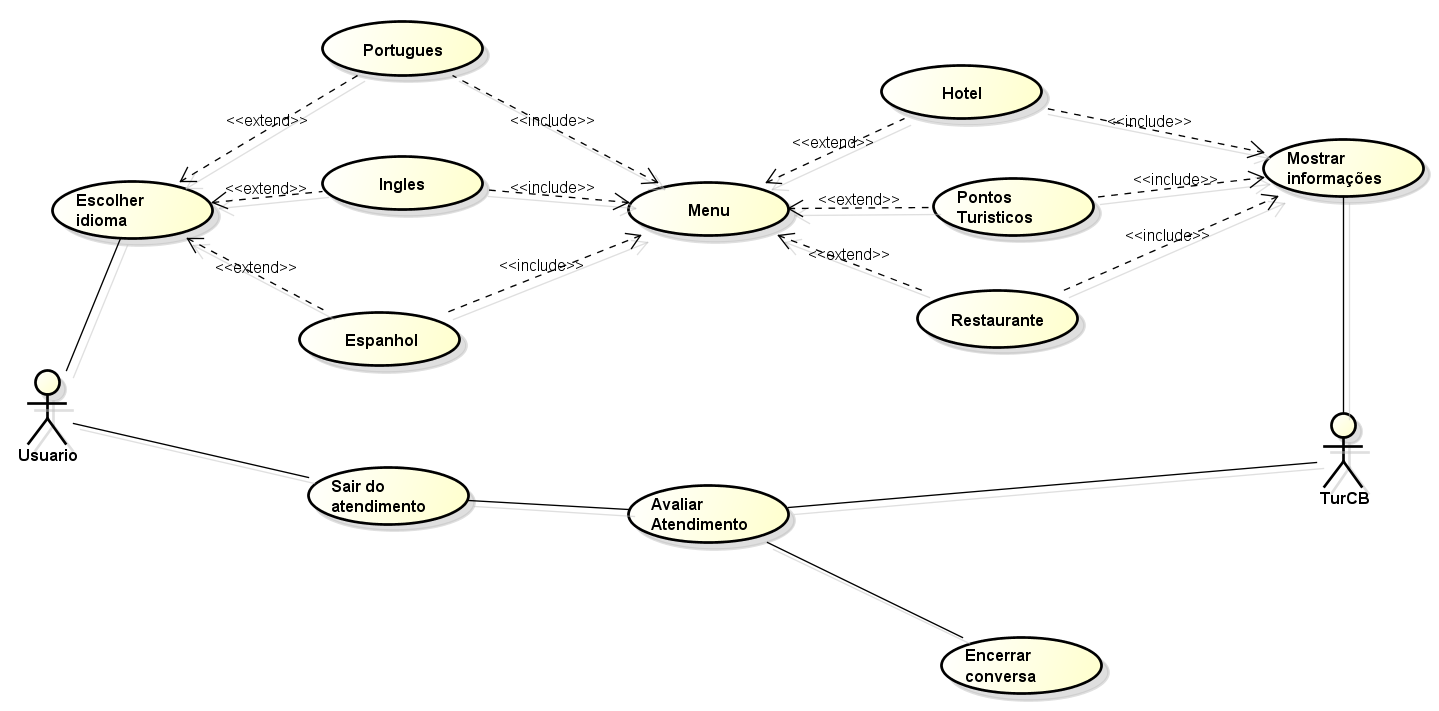 Portugues
Hotel
<<extend>>
<<include>>
<<include>>
<<extend>>
Mostrar
informações
Ingles
<<extend>>
<<include>>
<<include>>
Escolher
idioma
Menu
<<extend>>
Pontos
Turisticos
<<include>>
<<extend>>
<<include>>
<<extend>>
Espanhol
Restaurante
Usuario
Sair do
atendimento
Avaliar
Atendimento
TurCB
Encerrar
conversa